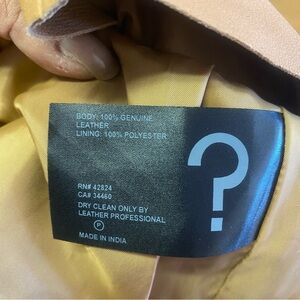 BODY: 100% GENUINE
LEATHER
LINING: 100% POLYESTER
?
RN# 42824
CA# 34460
DRY CLEAN ONLY BY
LEATHER PROFESSIONAL
P
MADE IN INDIA